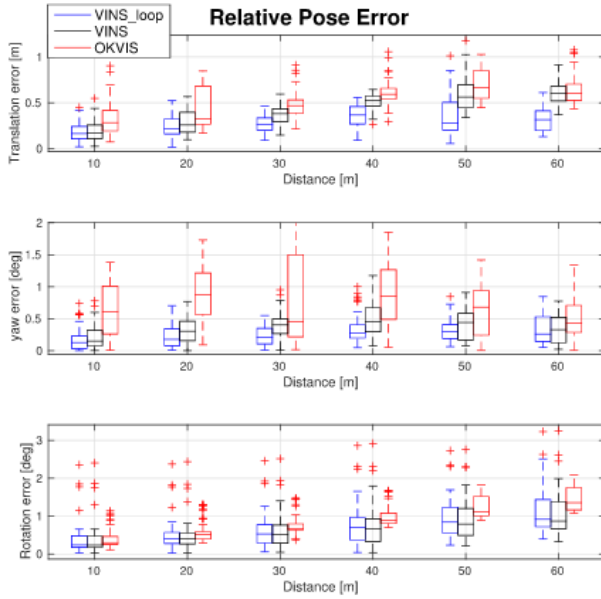 Relative Pose Error
VINS_loop
VINS
OKVIS
Translation error [m]
1
0.5
0
10 20 30 40 50 60
Distance [m]
yaw error [deg]
2
1.5
1
0.5
0
10 20 30 40 50 60
Distance [m]
Rotation error [deg]
3
2
1
0
10 20 30 40 50 60
Distance [m]